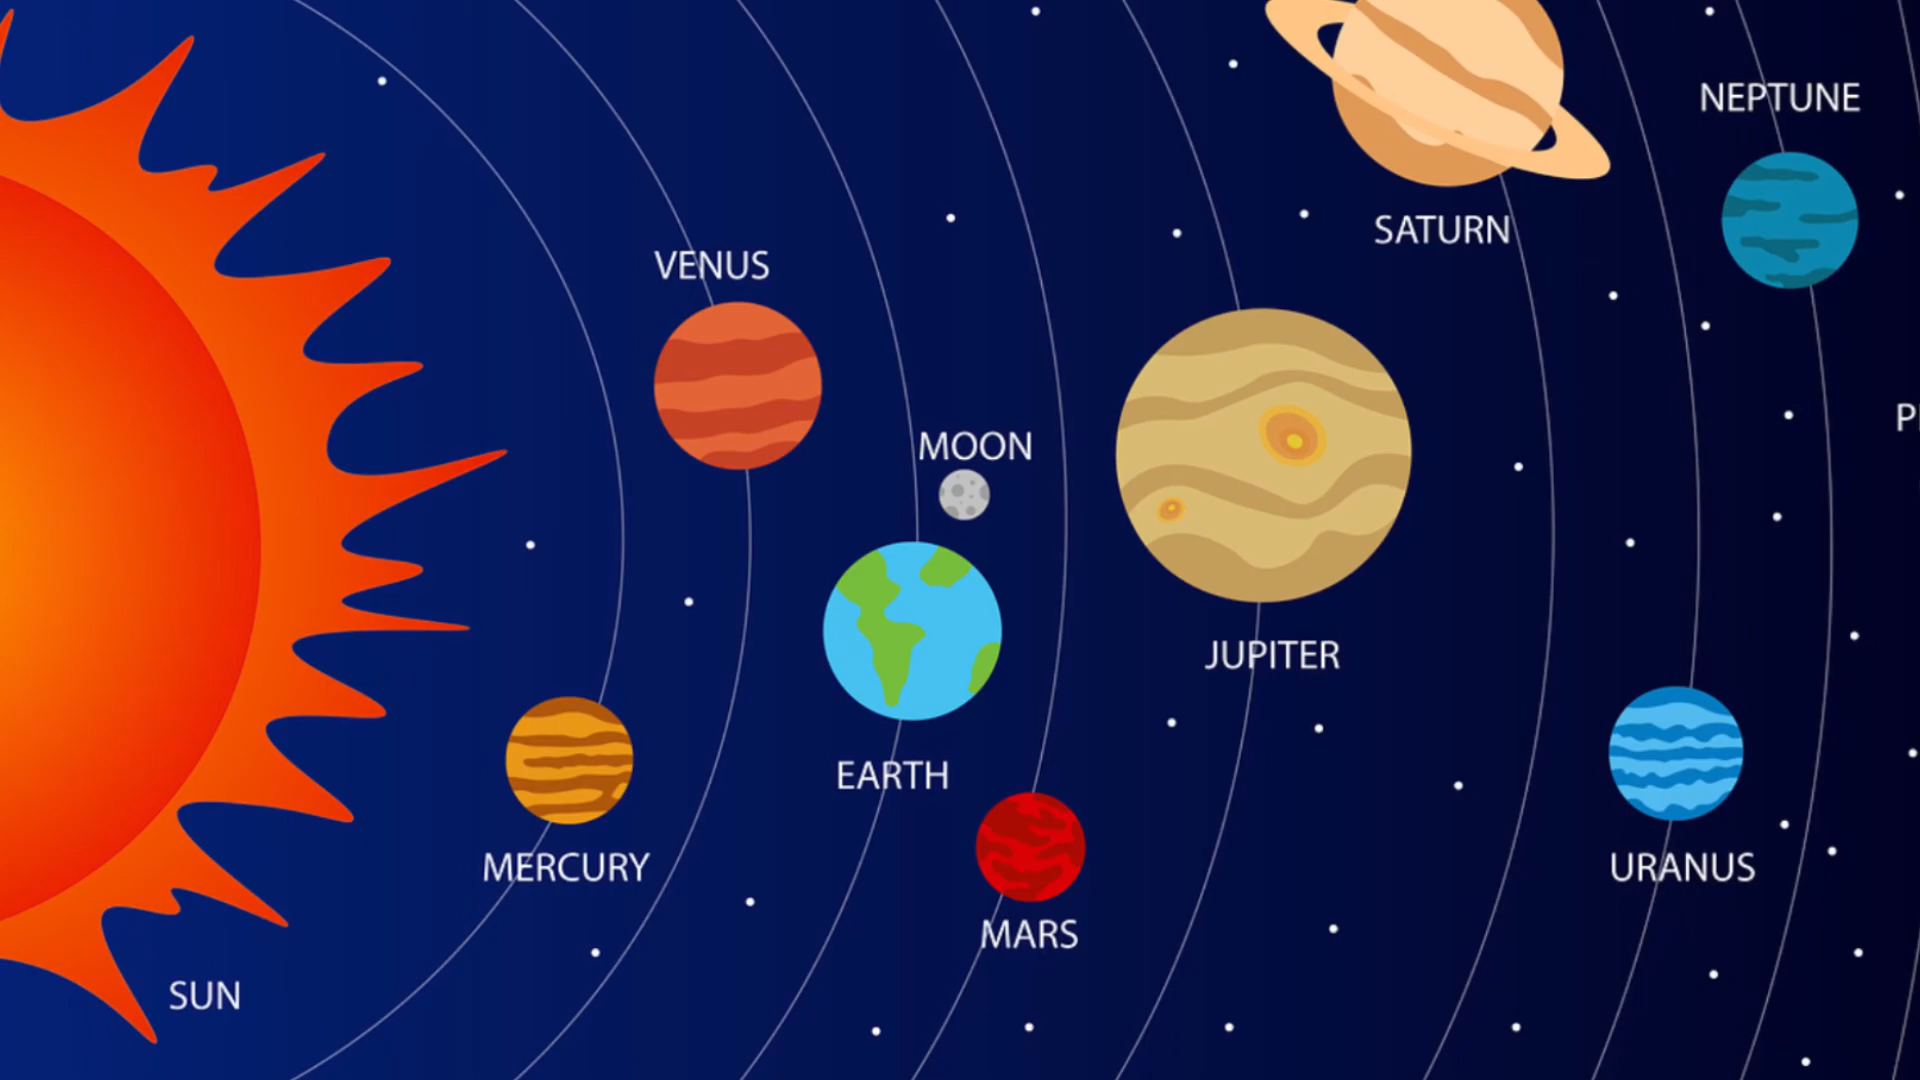 NEPTUNE
SATURN
VENUS
MOON
JUPITER
EARTH
MERCURY
URANUS
MARS
SUN